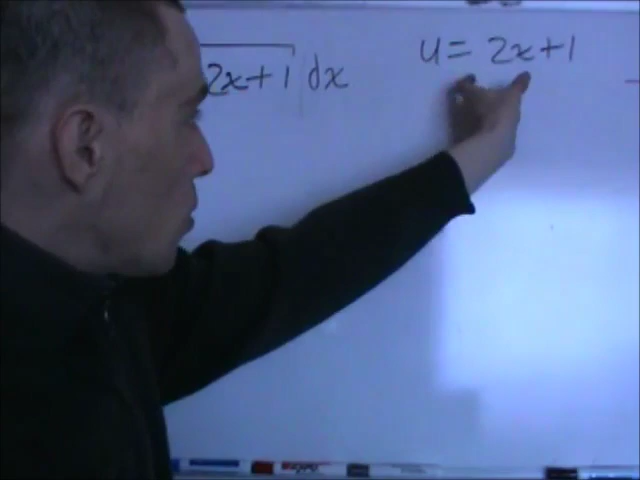 2x+1 dx
u = 2x+1